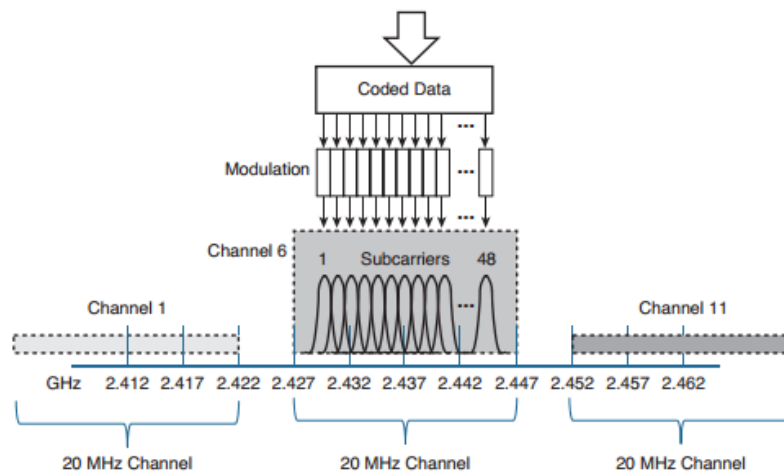 Coded Data
...
Modulation
...
...
Channel 6
1 Subcarriers 48
...
Channel 1
Channel 11
GHz 2.412 2.417 2.422 2.427 2.432 2.437 2.442 2.447 2.452 2.457 2.462
20 MHz Channel 20 MHz Channel 20 MHz Channel